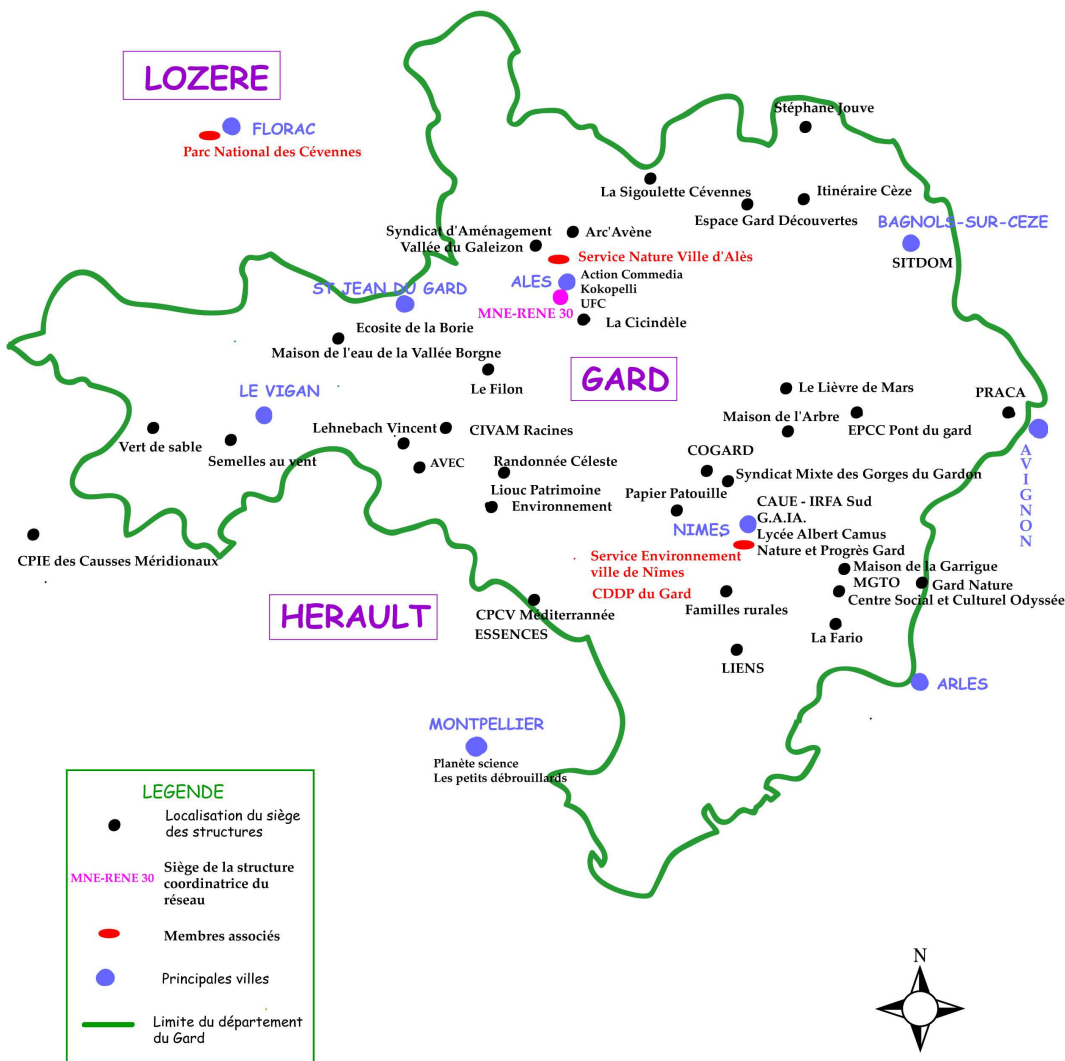 LOZERE
FLORAC
Parc National des Cévennes
Stéphane Jouve
La Sigoulette Cévennes
Itinéraire Cèze
Espace Gard Découvertes
BAGNOLS-SUR-CEZE
SITDOM
Syndicat d'Aménagement
Vallée du Galeizon
Arc'Avène
Service Nature Ville d'Alès
ALES
Action Commedia
Kokopelli
UFC
MNE-RENE 30
La Cicindèle
ST JEAN DU GARD
Ecosite de la Borie
Maison de l'eau de la Vallée Borgne
Le Filon
GARD
LE VIGAN
Le Lièvre de Mars
PRACA
Maison de l'Arbre
EPCC Pont du gard
AVIGNON
Vert de sable
Semelles au vent
Lehnebach Vincent
CIVAM Racines
AVEC
Randonnée Céleste
Liouc Patrimoine
Environnement
COGARD
Syndicat Mixte des Gorges du Gardon
Papier Patouille
CAUE - IRFA Sud
G.A.IA.
NIMES
Lycée Albert Camus
Nature et Progrès Gard
Service Environnement
ville de Nîmes
CDDP du Gard
CPIE des Causses Méridionaux
Maison de la Garrigue
MGTO
Gard Nature
Centre Social et Culturel Odyssée
Familles rurales
La Fario
LIENS
HERAULT
CPCV Méditerrannée
ESSENCES
ARLES
MONTPELLIER
Planète science
Les petits débrouillards
LEGENDE
Localisation du siège
des structures
MNE-RENE 30
Siège de la structure
coordinatrice du
réseau
Membres associés
Principales villes
Limite du département
du Gard
N